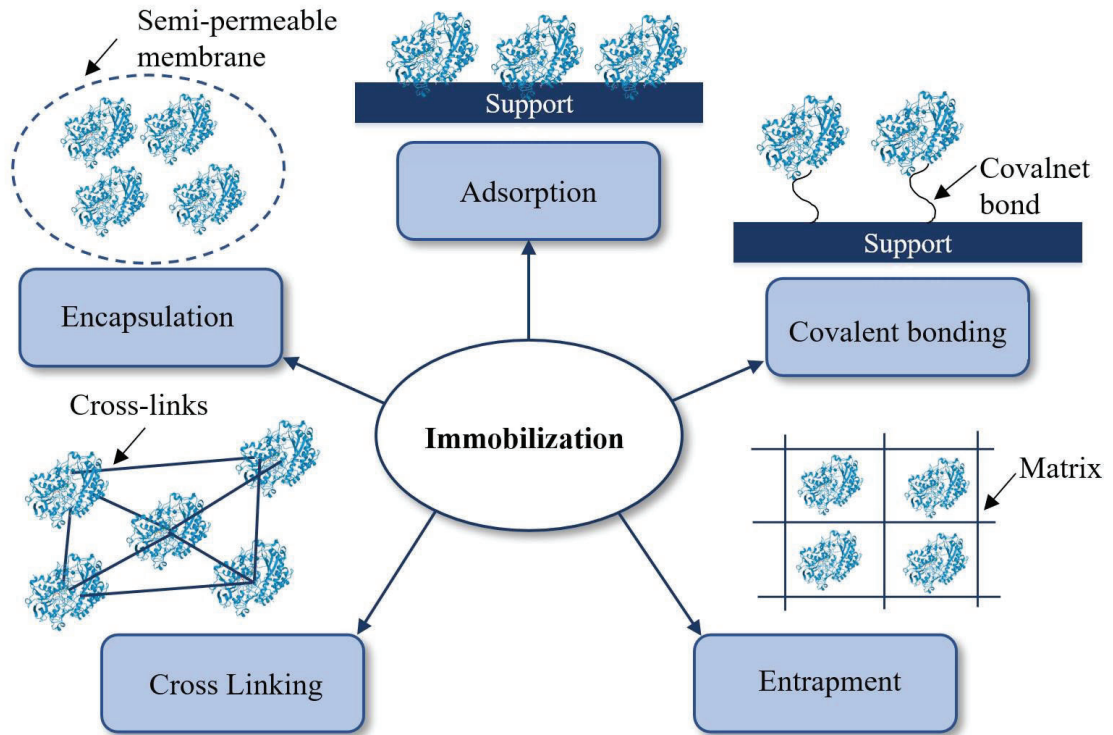 Semi-permeable
membrane
Support
Adsorption
Covalnet
bond
Support
Encapsulation
Covalent bonding
Cross-links
Immobilization
Matrix
Cross Linking
Entrapment